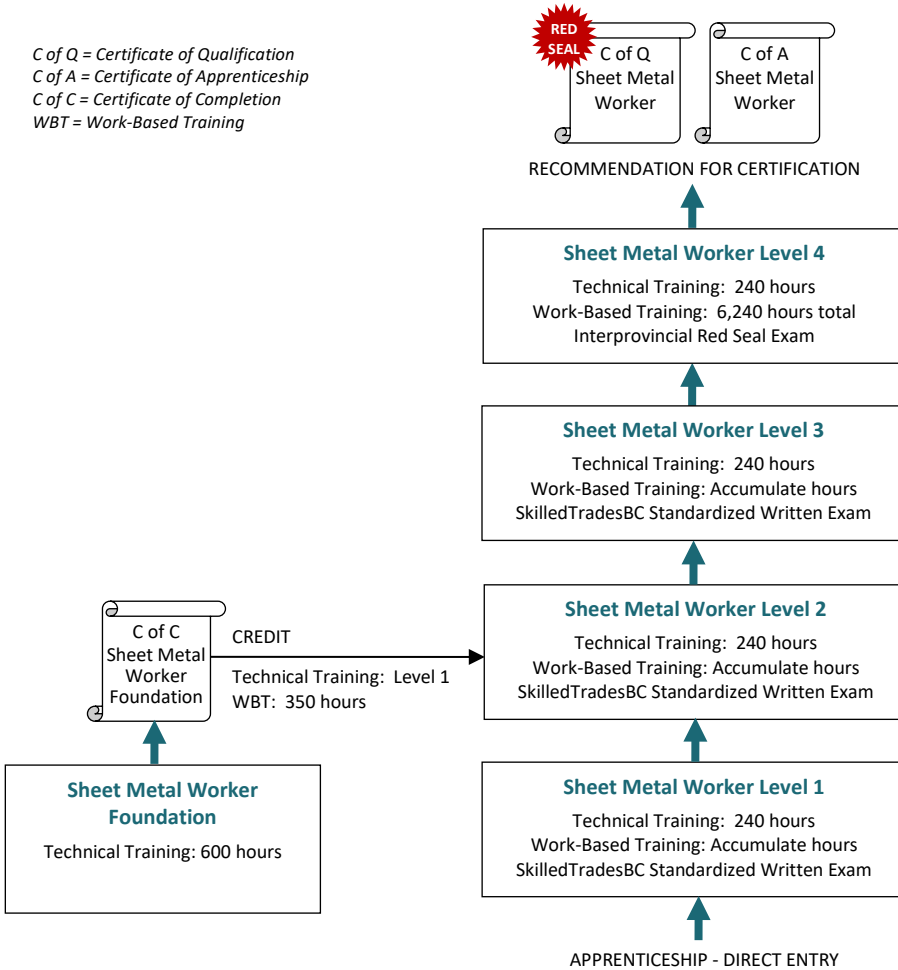 C of Q = Certificate of Qualification
C of A = Certificate of Apprenticeship
C of C = Certificate of Completion
WBT = Work-Based Training
RED
SEAL
C of Q
Sheet Metal
Worker
C of A
Sheet Metal
Worker
RECOMMENDATION FOR CERTIFICATION
Sheet Metal Worker Level 4
Technical Training: 240 hours
Work-Based Training: 6,240 hours total
Interprovincial Red Seal Exam
Sheet Metal Worker Level 3
Technical Training: 240 hours
Work-Based Training: Accumulate hours
SkilledTradesBC Standardized Written Exam
Sheet Metal Worker Level 2
Technical Training: 240 hours
Work-Based Training: Accumulate hours
SkilledTradesBC Standardized Written Exam
C of C
Sheet Metal
Worker
Foundation
CREDIT
Technical Training: Level 1
WBT: 350 hours
Sheet Metal Worker
Foundation
Technical Training: 600 hours
Sheet Metal Worker Level 1
Technical Training: 240 hours
Work-Based Training: Accumulate hours
SkilledTradesBC Standardized Written Exam
APPRENTICESHIP - DIRECT ENTRY